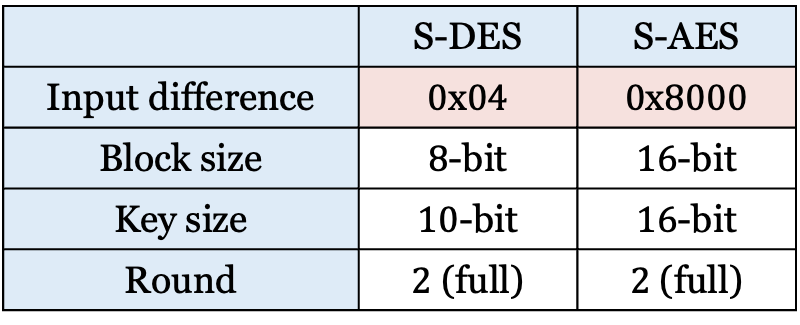 S-DES S-AES
Input difference 0x04 0x8000
Block size 8-bit 16-bit
Key size 10-bit 16-bit
Round 2 (full) 2 (full)